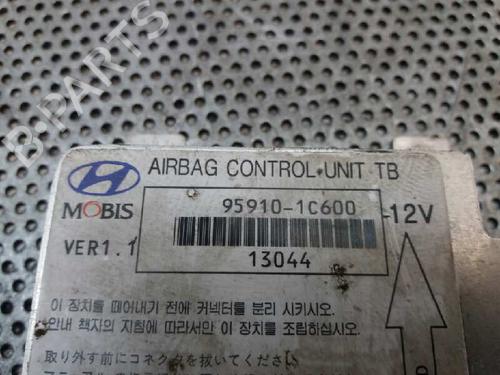 B-PARTS
AIRBAG CONTROL UNIT TB
MOBIS
95910-1C600
-12V
VER1.1
13044
이 장치를 떼어내기 전에 커넥터를 분리 시키시오.
안내 책자의 지침에 따라서만 이 장치를 조립하십시오.
取り外す前にコネクタを抜いてください。